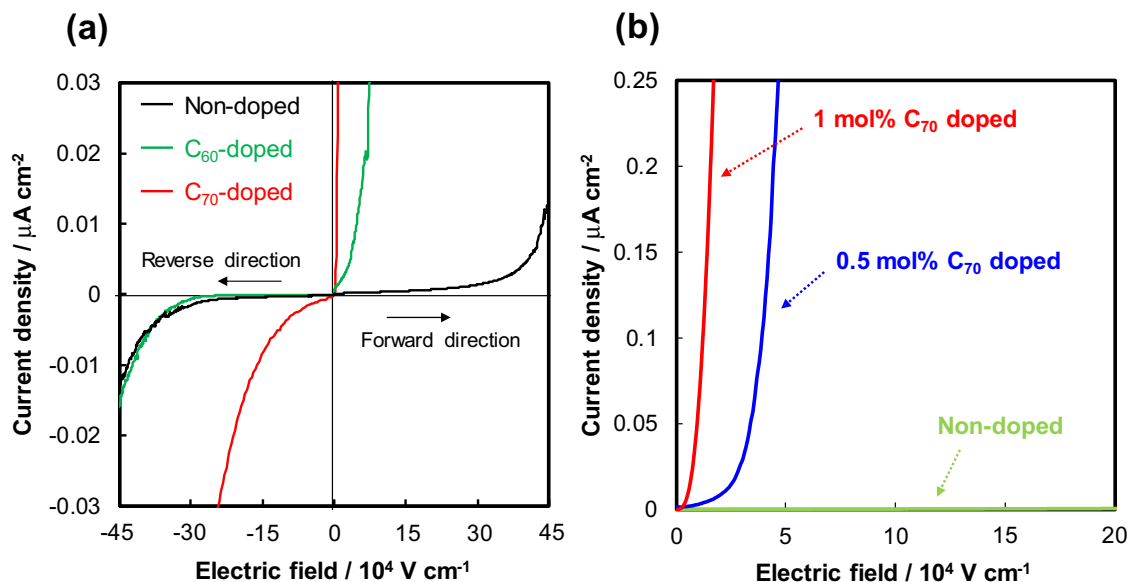 (a)
Current density / μA cm-2
0.03
0.02
0.01
0
-0.01
-0.02
-0.03
Non-doped
C60-doped
C70-doped
Reverse direction
Forward direction
-45 -30 -15 0 15 30 45
Electric field / 10⁴ V cm-1
(b)
Current density / μA cm-2
0.25
0.2
0.15
0.1
0.05
0
1 mol% C70 doped
0.5 mol% C70 doped
Non-doped
0 5 10 15 20
Electric field / 10⁴ V cm-1